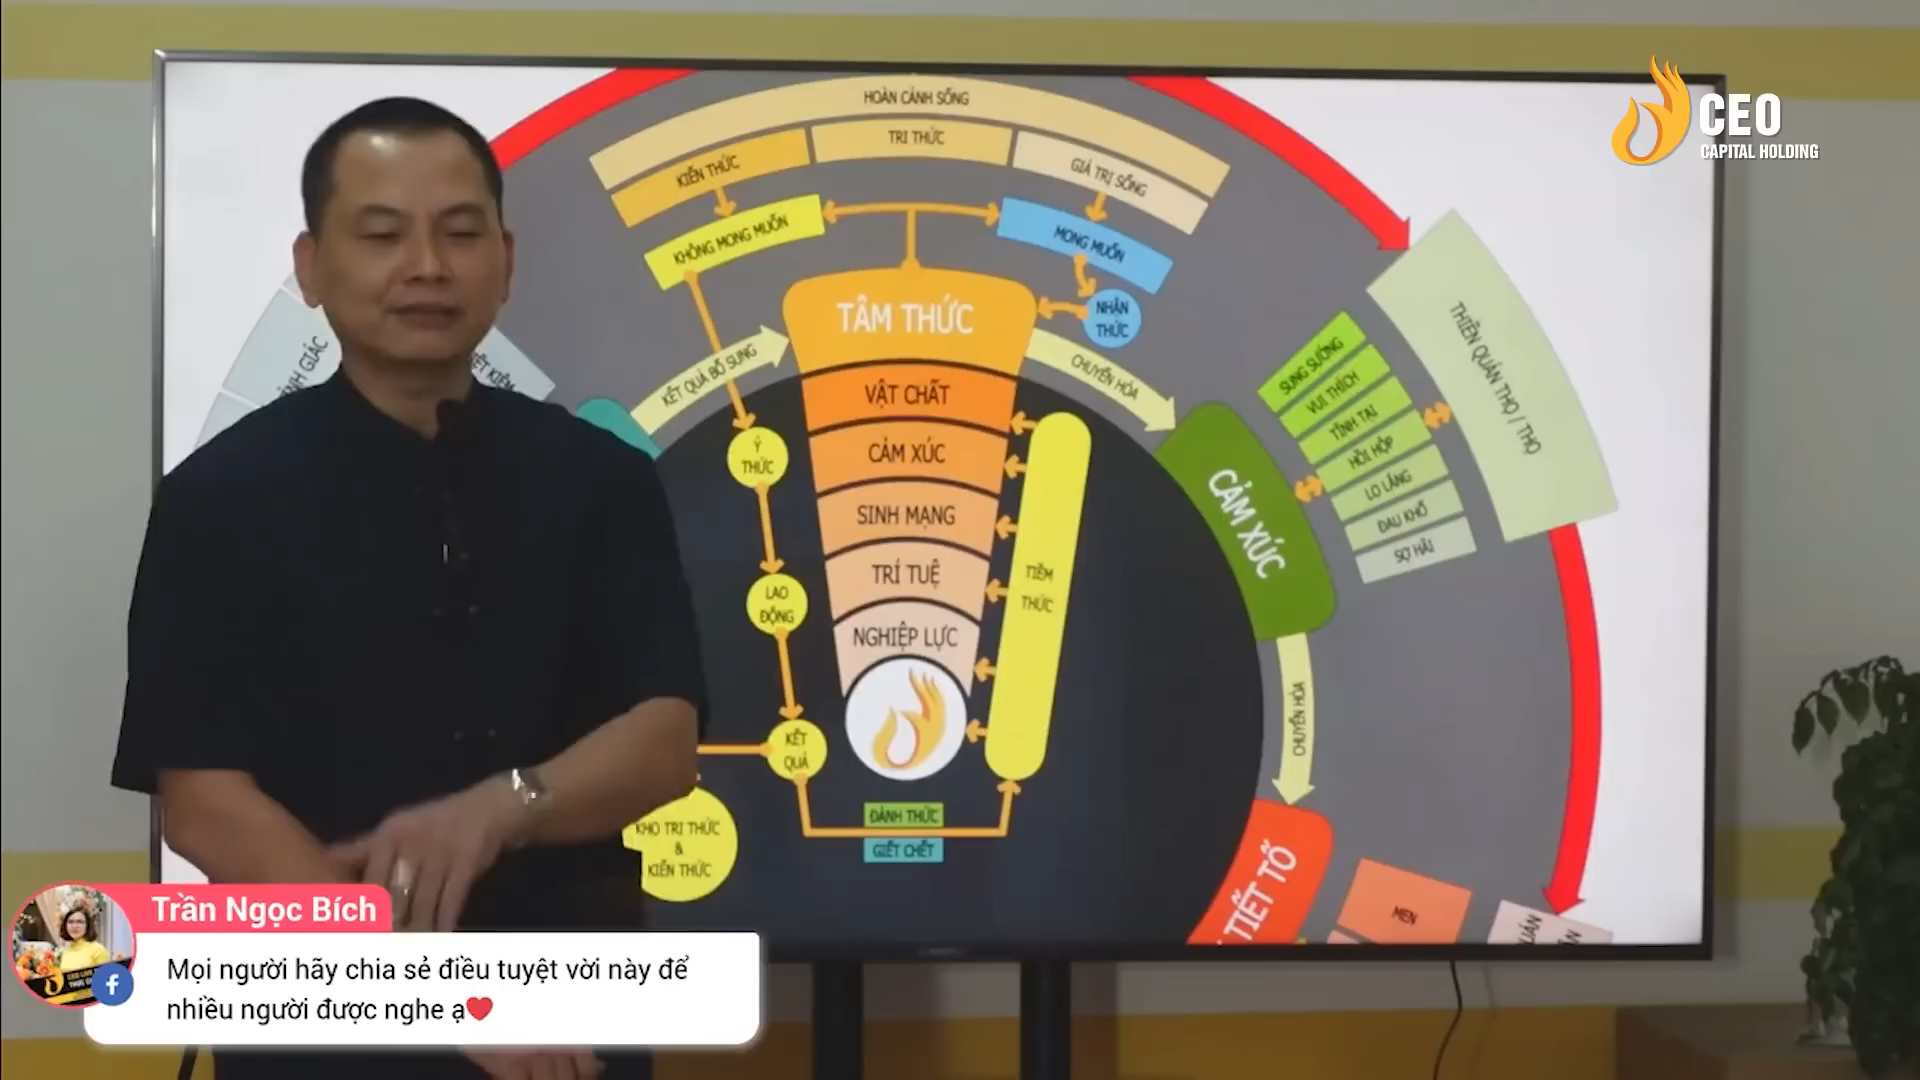 CEO
CAPITAL HOLDING
HOÀN CẢNH SỐNG
KIẾN THỨC
TRI THỨC
GIÁ TRỊ SỐNG
KHÔNG MONG MUỐN
MONG MUỐN
NHẬN
THỨC
TÂM THỨC
KẾT QUẢ BỔ SUNG
CHUYỂN HÓA
VẬT CHẤT
CẢM XÚC
SINH MẠNG
TRÍ TUỆ
NGHIỆP LỰC
Ý
THỨC
LAO
ĐỘNG
KẾT
QUẢ
TIỀM
THỨC
ĐÁNH THỨC
GIẾT CHẾT
KHO TRI THỨC
&
KIẾN THỨC
CẢM XÚC
SUNG SƯỚNG
VUI THÍCH
TĨNH TẠI
HỒI HỘP
LO LẮNG
ĐAU KHỔ
SỢ HÃI
THIỀN QUÁN THỌ / THỌ
CHUYỂN HÓA
TIẾT TỐ
MEN
Trần Ngọc Bích
Mọi người hãy chia sẻ điều tuyệt vời này để
nhiều người được nghe ạ❤️